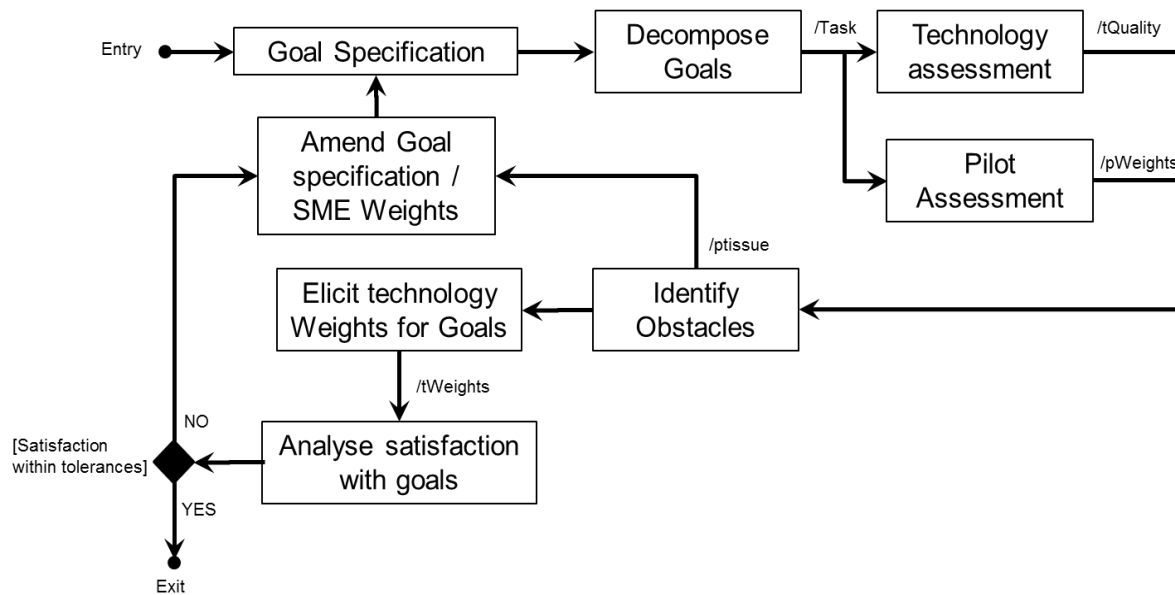 Entry
Goal Specification
Decompose
Goals
/Task
Technology
assessment
/tQuality
Amend Goal
specification /
SME Weights
Pilot
Assessment
/pWeights
/ptissue
Elicit technology
Weights for Goals
Identify
Obstacles
/tWeights
NO
[Satisfaction
within tolerances]
Analyse satisfaction
with goals
YES
Exit